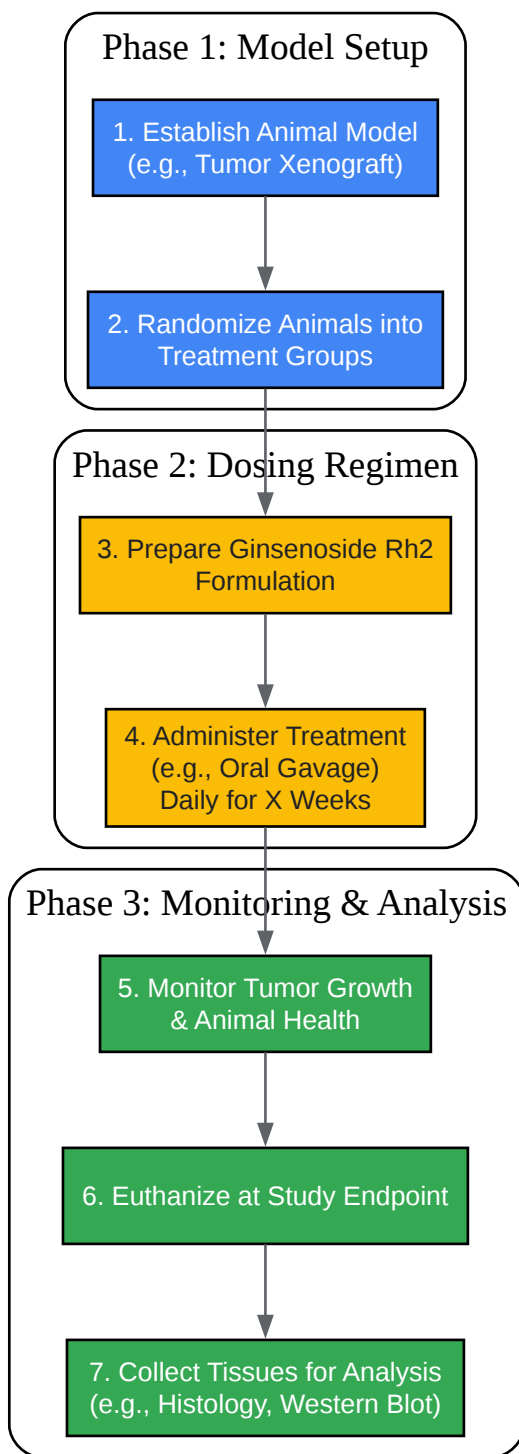 Phase 1: Model Setup
1. Establish Animal Model
(e.g., Tumor Xenograft)
2. Randomize Animals into
Treatment Groups
Phase 2: Dosing Regimen
3. Prepare Ginsenoside Rh2
Formulation
4. Administer Treatment
(e.g., Oral Gavage)
Daily for X Weeks
Phase 3: Monitoring & Analysis
5. Monitor Tumor Growth
& Animal Health
6. Euthanize at Study Endpoint
7. Collect Tissues for Analysis
(e.g., Histology, Western Blot)